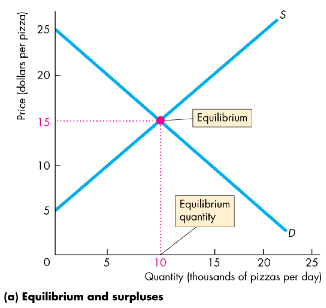 Price (dollars per pizza)
25
20
15
10
5
0
S
Equilibrium
Equilibrium
quantity
D
5
10
15
20
25
Quantity (thousands of pizzas per day)
(a) Equilibrium and surpluses